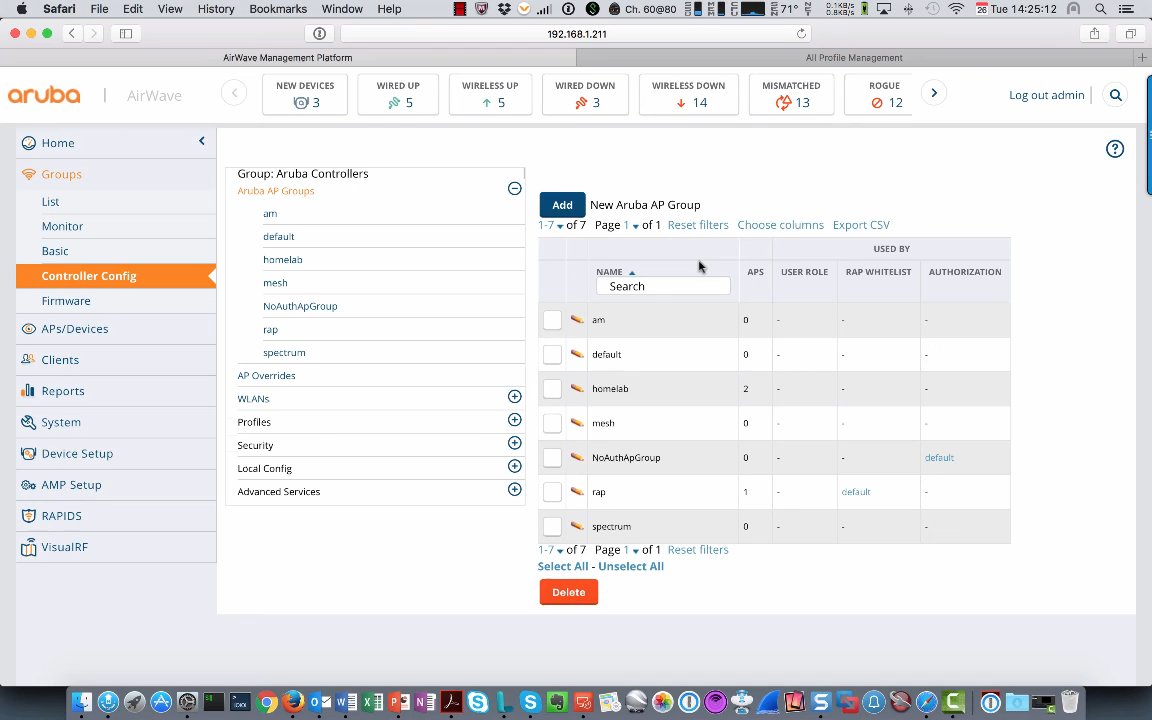 Safari File Edit View History Bookmarks Window Help Ch. 60@80 71° 0.1KB/s 0.8KB/s 26 Tue 14:25:12
192.168.1.211
AirWave Management Platform All Profile Management
aruba AirWave
NEW DEVICES 3
WIRED UP 5
WIRELESS UP 5
WIRED DOWN 3
WIRELESS DOWN 14
MISMATCHED 13
ROGUE 12
Log out admin
Home
Groups
List
Monitor
Basic
Controller Config
Firmware
APs/Devices
Clients
Reports
System
Device Setup
AMP Setup
RAPIDS
VisualRF
Group: Aruba Controllers
Aruba AP Groups
am
default
homelab
mesh
NoAuthApGroup
rap
spectrum
AP Overrides
WLANs
Profiles
Security
Local Config
Advanced Services
Add New Aruba AP Group
1-7 of 7 Page 1 of 1 Reset filters Choose columns Export CSV
USED BY
NAME APS USER ROLE RAP WHITELIST AUTHORIZATION
Search
am 0 - - -
default 0 - - -
homelab 2 - - -
mesh 0 - - -
NoAuthApGroup 0 - - default
rap 1 - default -
spectrum 0 - - -
1-7 of 7 Page 1 of 1 Reset filters
Select All - Unselect All
Delete